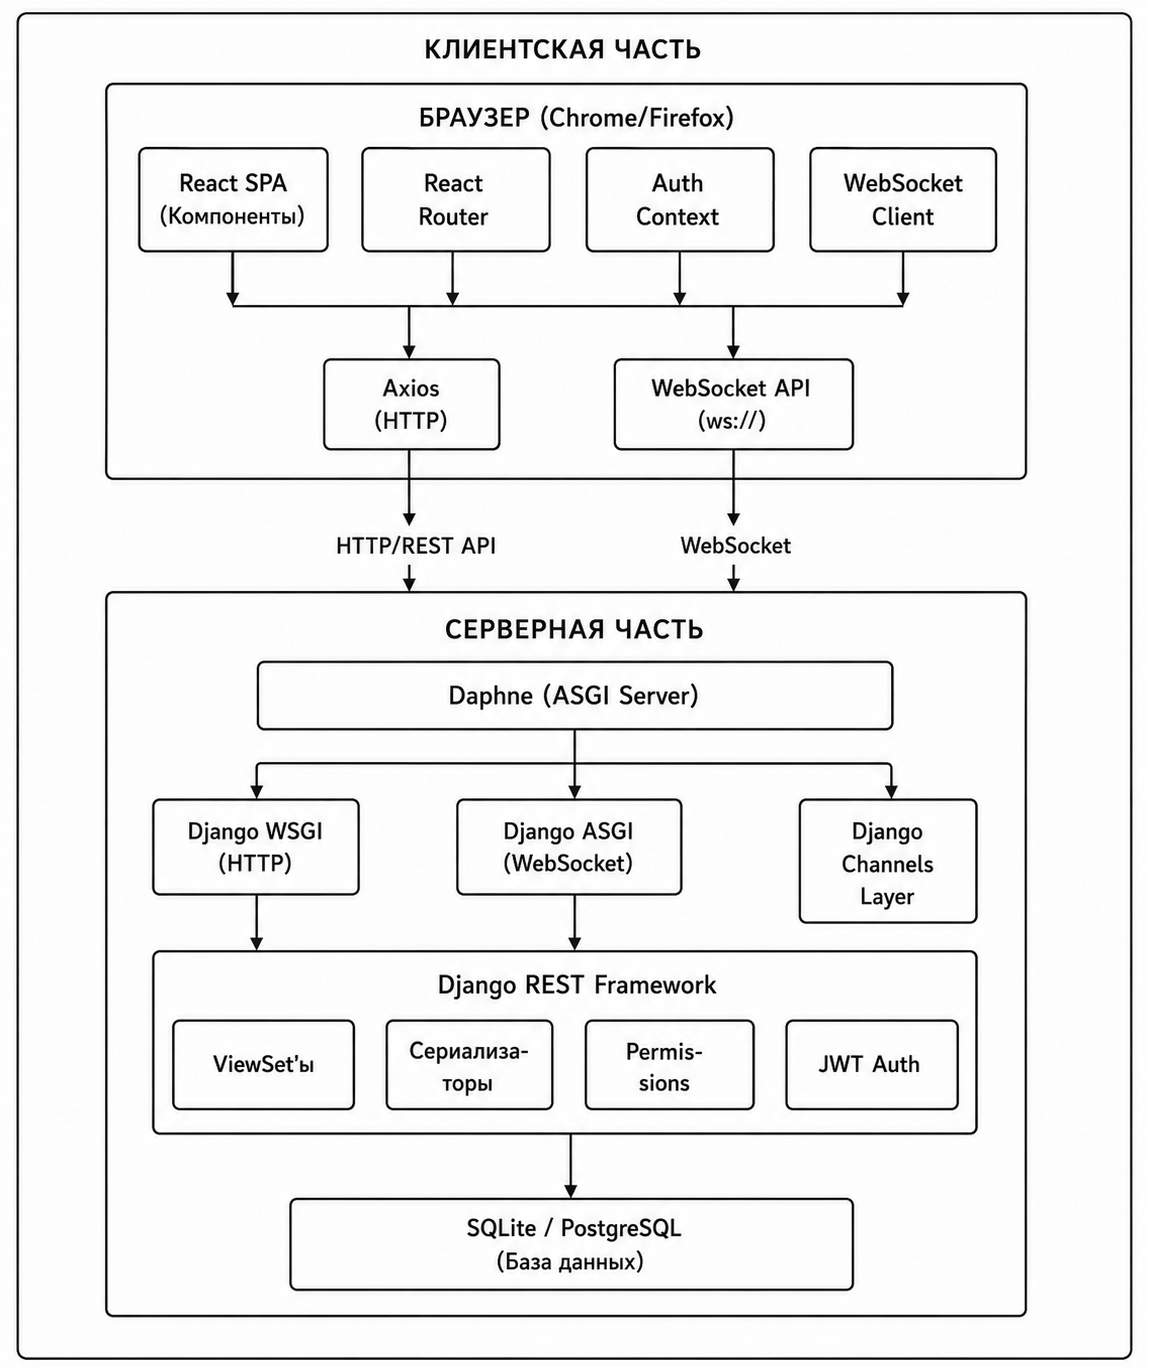 КЛИЕНТСКАЯ ЧАСТЬ
БРАУЗЕР (Chrome/Firefox)
React SPA
(Компоненты)
React
Router
Auth
Context
WebSocket
Client
Axios
(HTTP)
WebSocket API
(ws://)
HTTP/REST API
WebSocket
СЕРВЕРНАЯ ЧАСТЬ
Daphne (ASGI Server)
Django WSGI
(HTTP)
Django ASGI
(WebSocket)
Django
Channels
Layer
Django REST Framework
ViewSet'ы
Сериализа-
торы
Permis-
sions
JWT Auth
SQLite / PostgreSQL
(База данных)